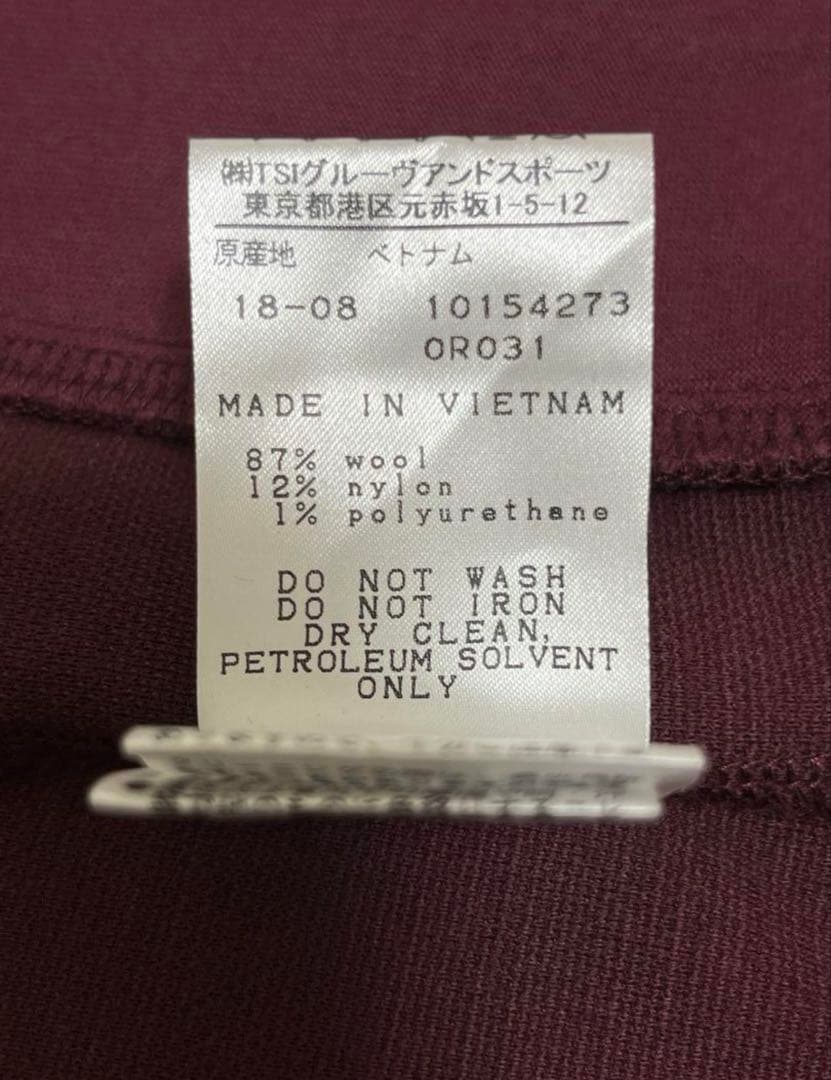 ㈱TSIグルーヴアンドスポーツ
東京都港区元赤坂1-5-12
原産地 ベトナム
18-08 10154273
0R031
MADE IN VIETNAM
87% wool
12% nylon
1% polyurethane
DO NOT WASH
DO NOT IRON
DRY CLEAN,
PETROLEUM SOLVENT
ONLY